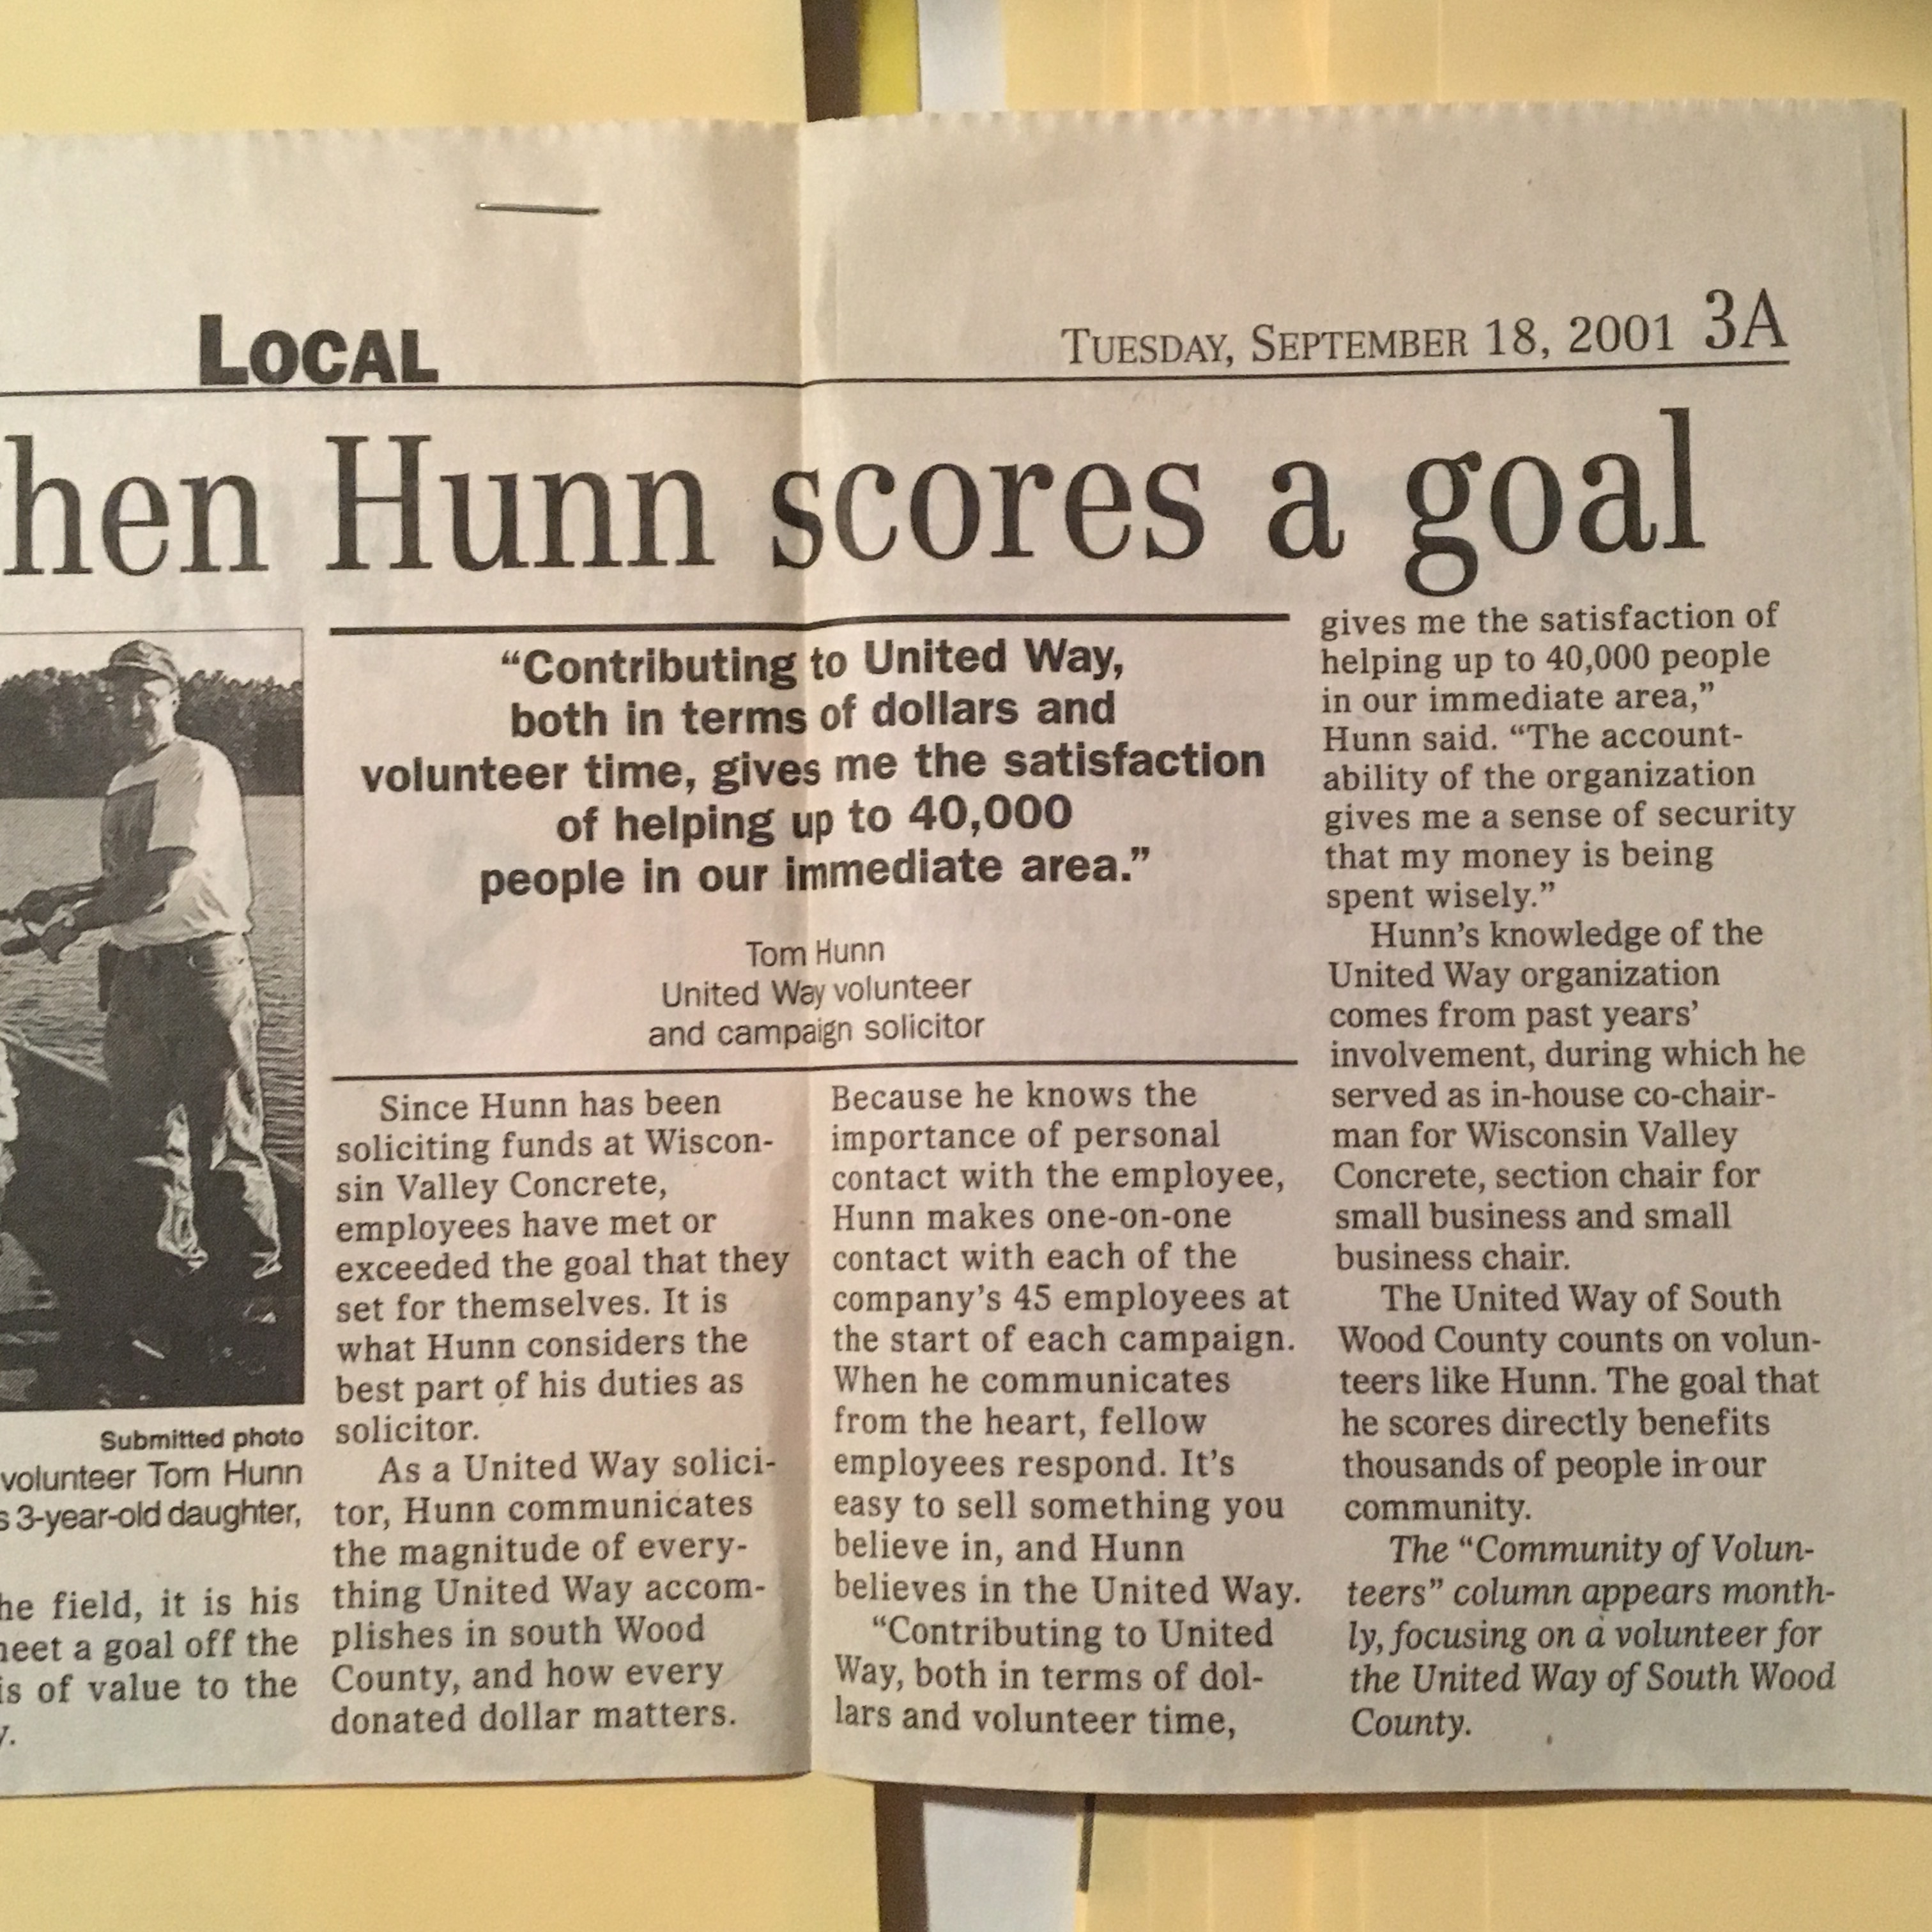 LOCAL
TUESDAY, SEPTEMBER 18, 2001 3A
hen Hunn scores a goal
“Contributing to United Way,
both in terms of dollars and
volunteer time, gives me the satisfaction
of helping up to 40,000
people in our immediate area.”
Tom Hunn
United Way volunteer
and campaign solicitor
Submitted photo
volunteer Tom Hunn
s 3-year-old daughter,
he field, it is his
neet a goal off the
is of value to the
y.
Since Hunn has been
soliciting funds at Wiscon-
sin Valley Concrete,
employees have met or
exceeded the goal that they
set for themselves. It is
what Hunn considers the
best part of his duties as
solicitor.
As a United Way solici-
tor, Hunn communicates
the magnitude of every-
thing United Way accom-
plishes in south Wood
County, and how every
donated dollar matters.
Because he knows the
importance of personal
contact with the employee,
Hunn makes one-on-one
contact with each of the
company’s 45 employees at
the start of each campaign.
When he communicates
from the heart, fellow
employees respond. It’s
easy to sell something you
believe in, and Hunn
believes in the United Way.
“Contributing to United
Way, both in terms of dol-
lars and volunteer time,
gives me the satisfaction of
helping up to 40,000 people
in our immediate area,”
Hunn said. “The account-
ability of the organization
gives me a sense of security
that my money is being
spent wisely.”
Hunn’s knowledge of the
United Way organization
comes from past years’
involvement, during which he
served as in-house co-chair-
man for Wisconsin Valley
Concrete, section chair for
small business and small
business chair.
The United Way of South
Wood County counts on volun-
teers like Hunn. The goal that
he scores directly benefits
thousands of people in our
community.
The “Community of Volun-
teers” column appears month-
ly, focusing on a volunteer for
the United Way of South Wood
County.